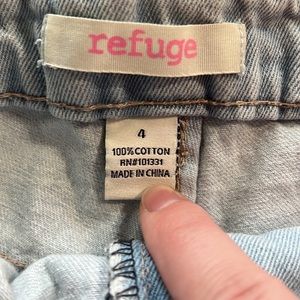 refuge
4
100% COTTON
RN#101331
MADE IN CHINA